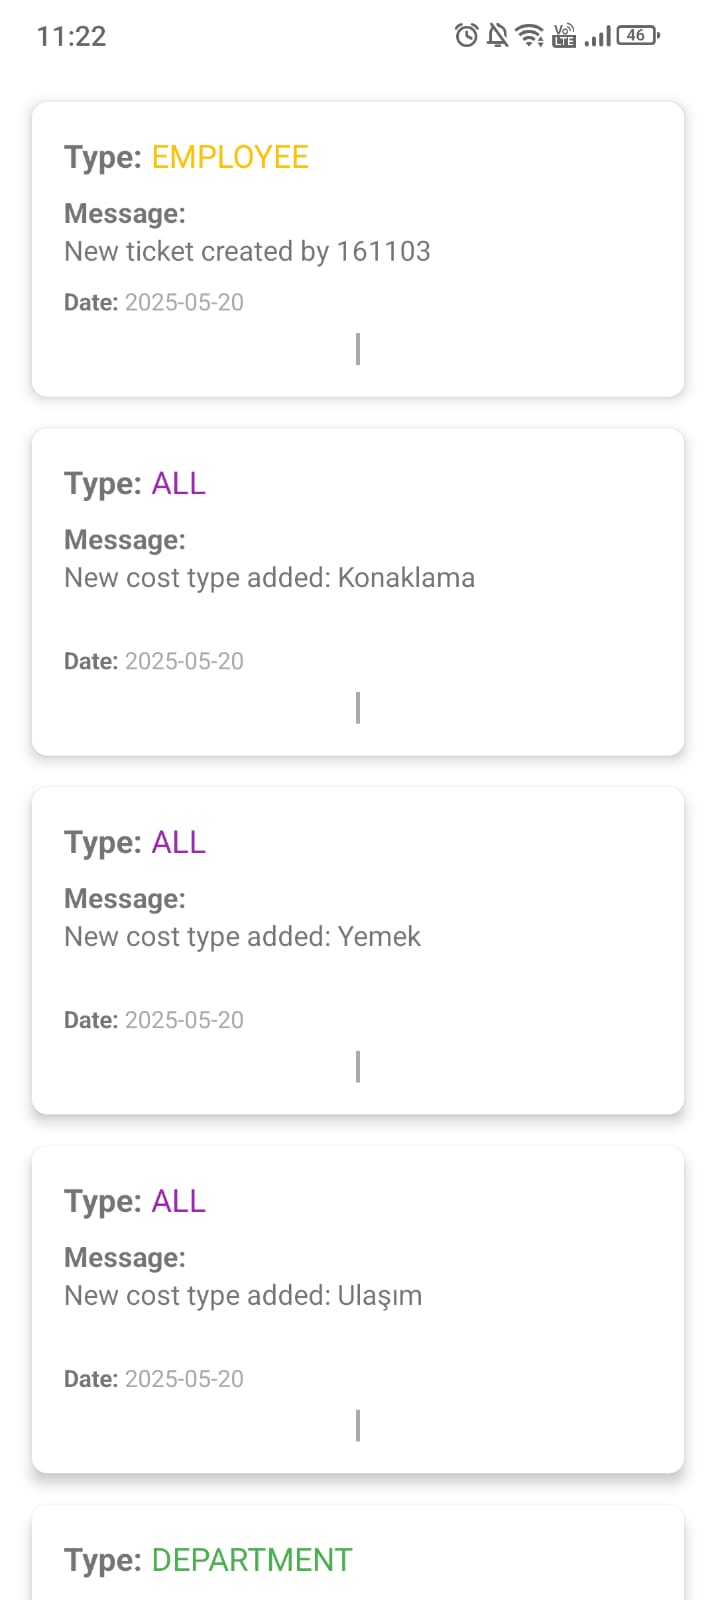 11:22
Vo)) LTE 46
Type: EMPLOYEE
Message:
New ticket created by 161103
Date: 2025-05-20
|
Type: ALL
Message:
New cost type added: Konaklama
Date: 2025-05-20
|
Type: ALL
Message:
New cost type added: Yemek
Date: 2025-05-20
|
Type: ALL
Message:
New cost type added: Ulaşım
Date: 2025-05-20
|
Type: DEPARTMENT